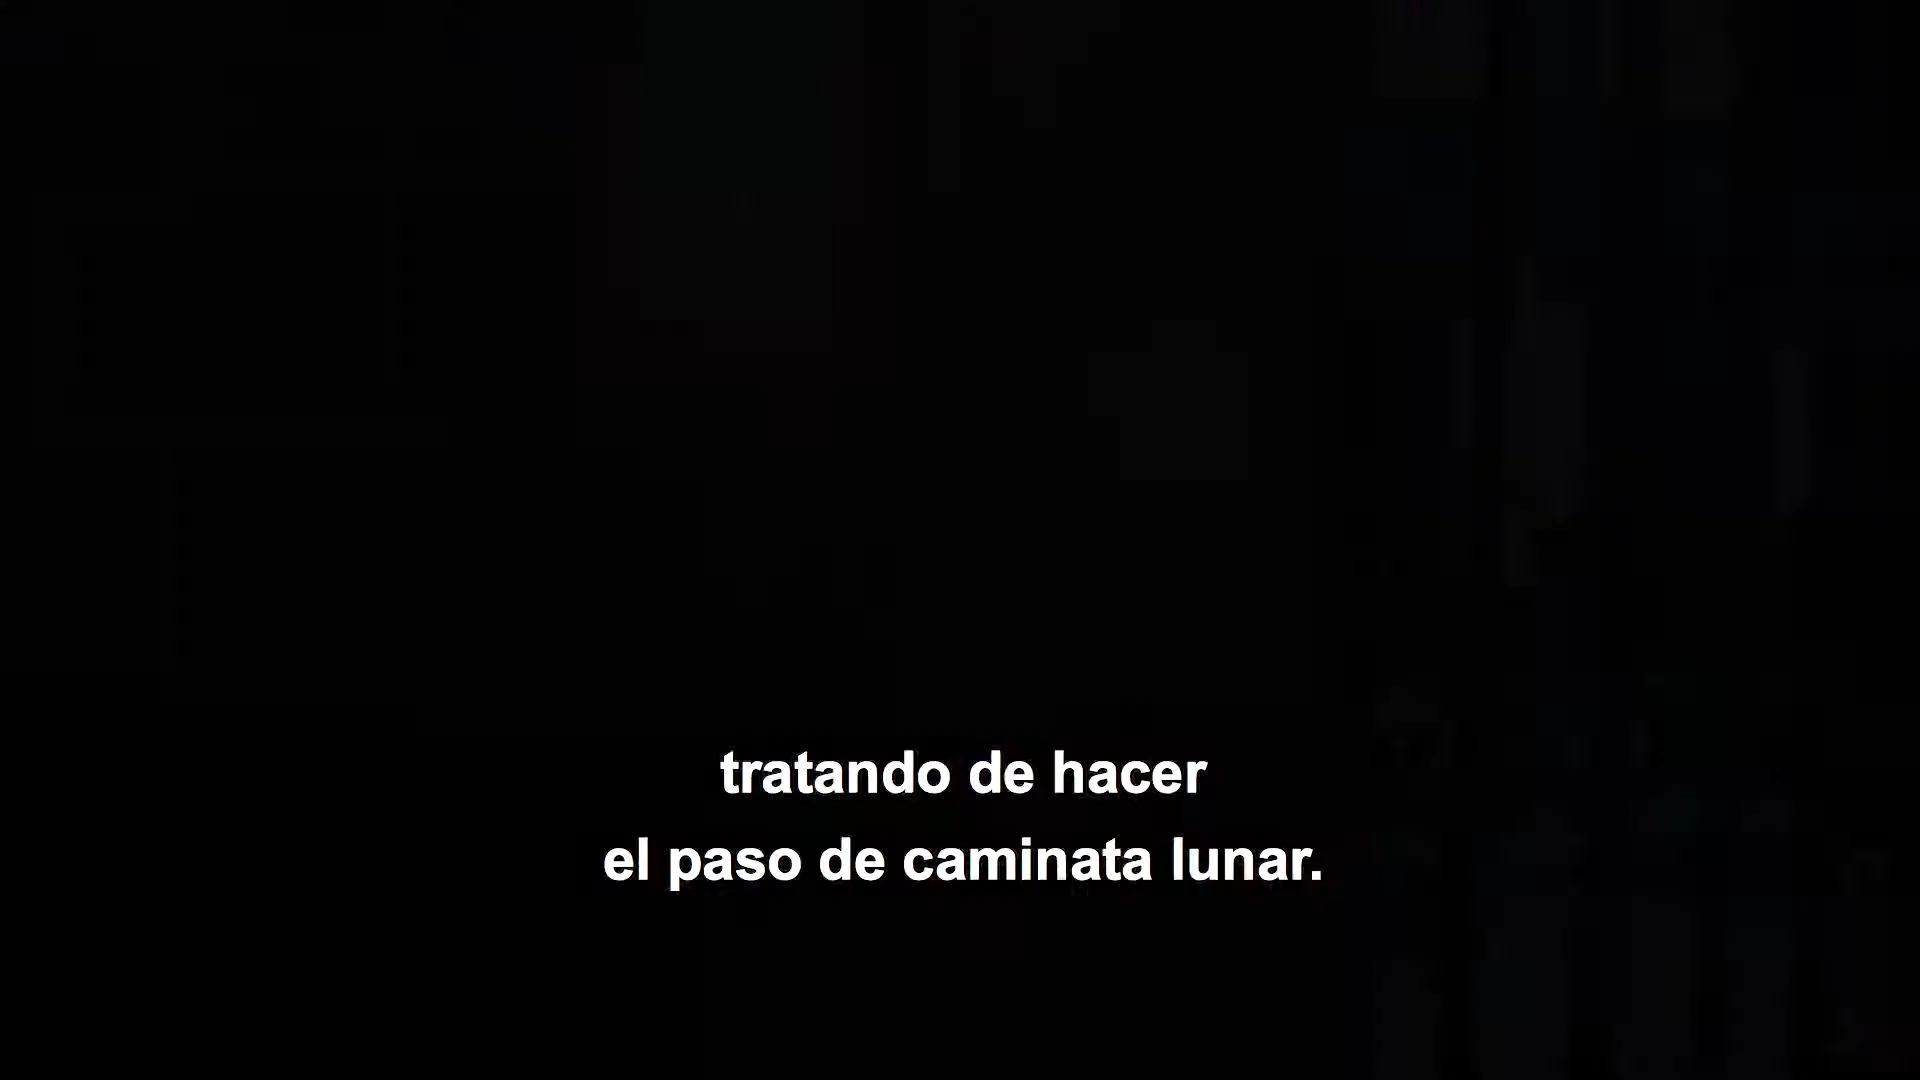 tratando de hacer
el paso de caminata lunar.